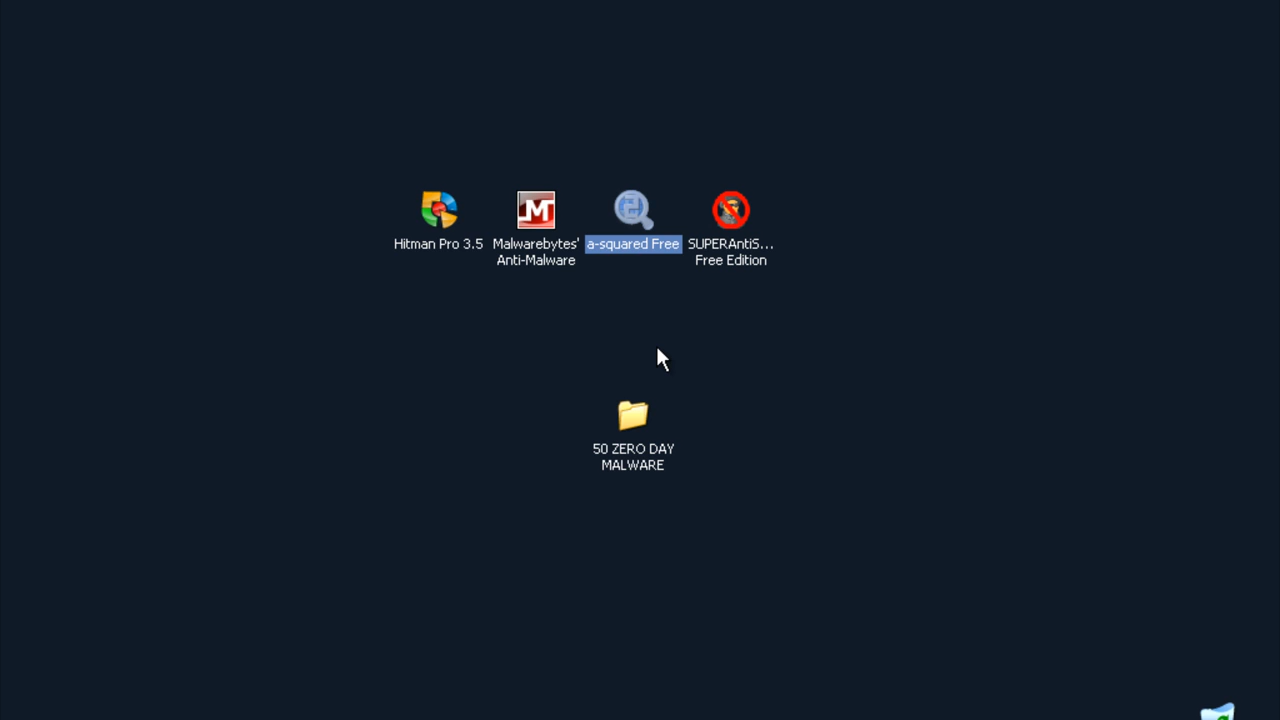 Hitman Pro 3.5
Malwarebytes'
Anti-Malware
a-squared Free
SUPERAntiS...
Free Edition
50 ZERO DAY
MALWARE